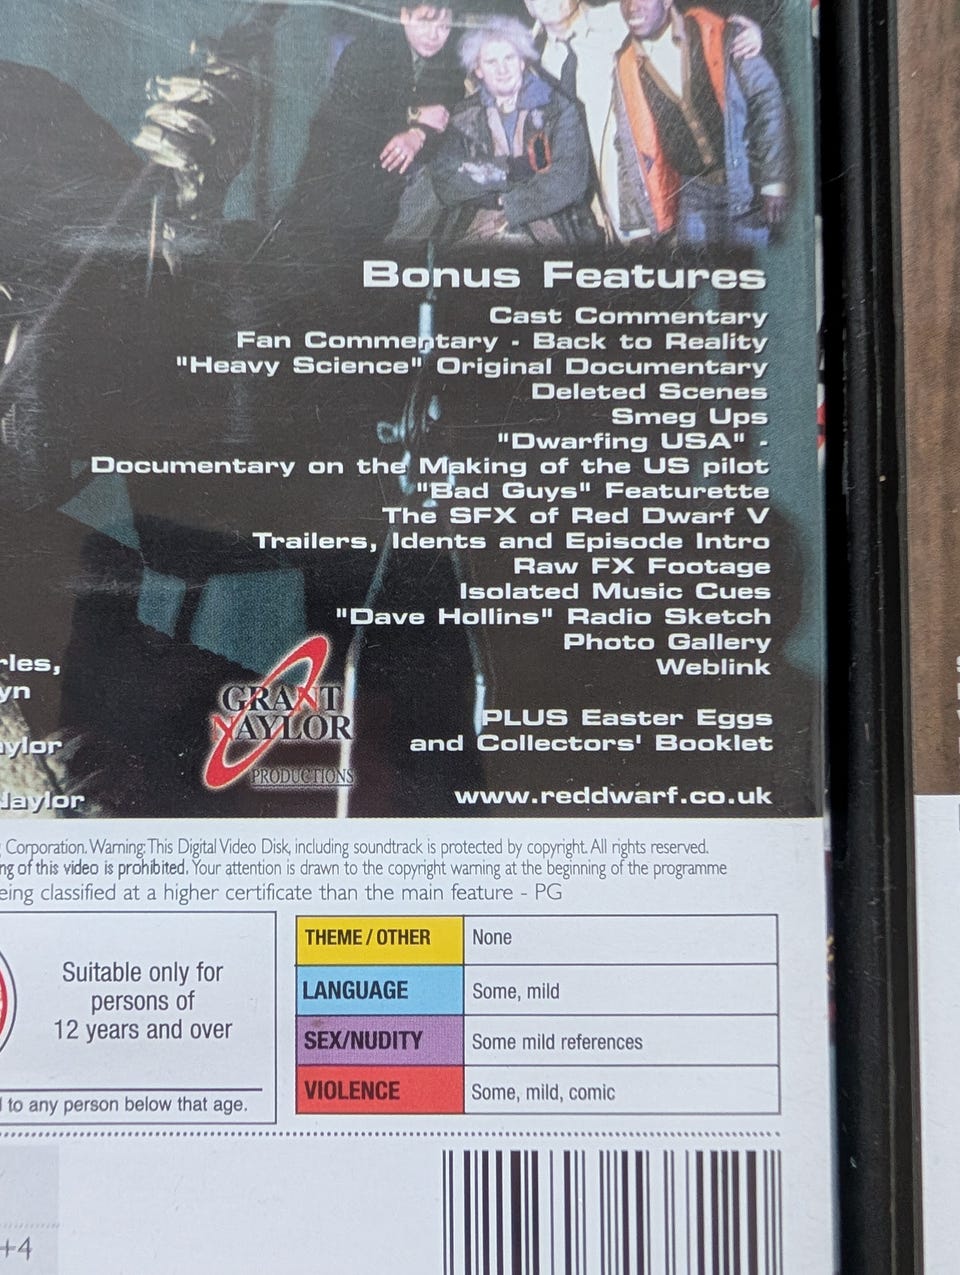 Bonus Features
Cast Commentary
Fan Commentary - Back to Reality
"Heavy Science" Original Documentary
Deleted Scenes
Smeg Ups
"Dwarfing USA" -
Documentary on the Making of the US pilot
"Bad Guys" Featurette
The SFX of Red Dwarf V
Trailers, Idents and Episode Intro
Raw FX Footage
Isolated Music Cues
"Dave Hollins" Radio Sketch
Photo Gallery
Weblink
rles,
yn
aylor
Naylor
GRANT
NAYLOR
PRODUCTIONS
PLUS Easter Eggs
and Collectors' Booklet
www.reddwarf.co.uk
Corporation. Warning: This Digital Video Disk, including soundtrack is protected by copyright. All rights reserved.
ng of this video is prohibited. Your attention is drawn to the copyright warning at the beginning of the programme
eing classified at a higher certificate than the main feature - PG
Suitable only for
persons of
12 years and over
to any person below that age.
THEME / OTHER None
LANGUAGE Some, mild
SEX/NUDITY Some mild references
VIOLENCE Some, mild, comic
+4